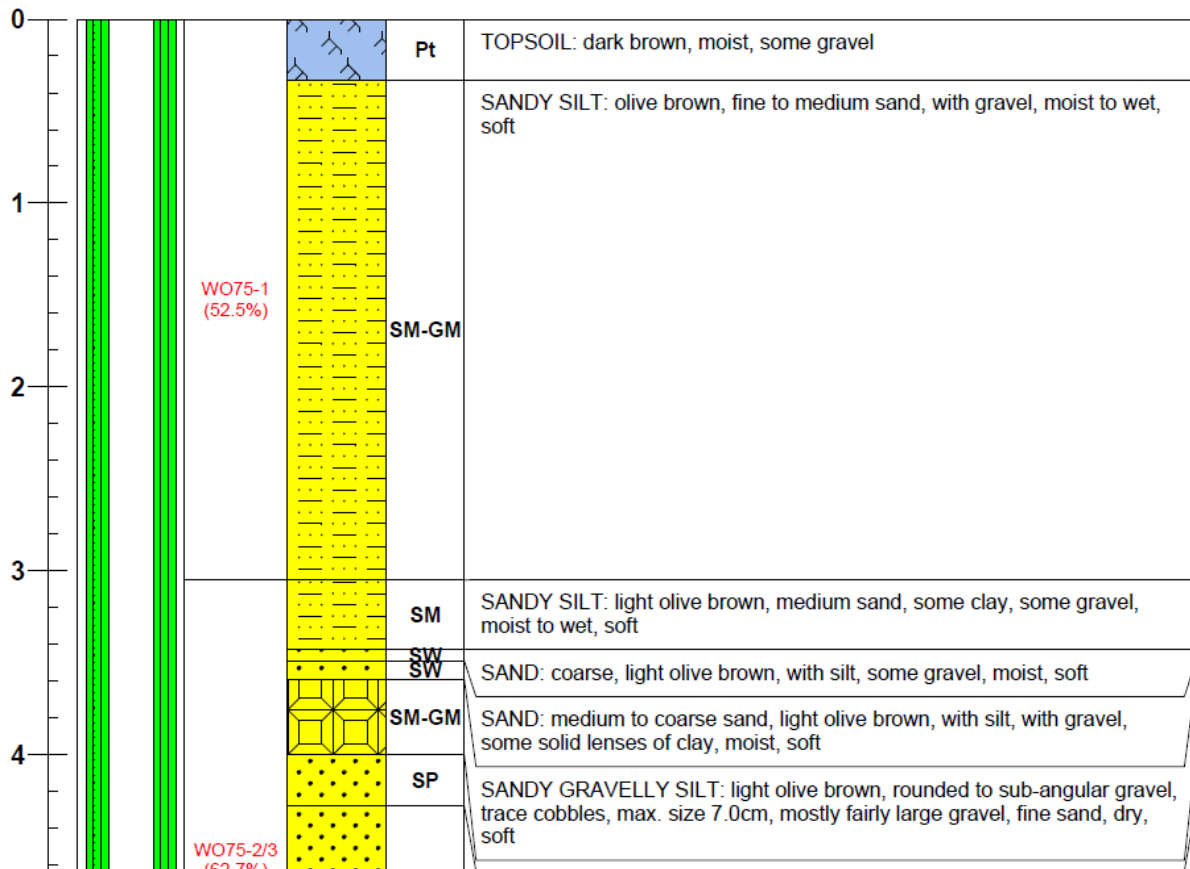 0
Pt
TOPSOIL: dark brown, moist, some gravel
SANDY SILT: olive brown, fine to medium sand, with gravel, moist to wet,
soft
1
WO75-1
(52.5%)
SM-GM
2
3
SM
SANDY SILT: light olive brown, medium sand, some clay, some gravel,
moist to wet, soft
SW
SW
SAND: coarse, light olive brown, with silt, some gravel, moist, soft
SM-GM
SAND: medium to coarse sand, light olive brown, with silt, with gravel,
some solid lenses of clay, moist, soft
4
SP
SANDY GRAVELLY SILT: light olive brown, rounded to sub-angular gravel,
trace cobbles, max. size 7.0cm, mostly fairly large gravel, fine sand, dry,
soft
WO75-2/3